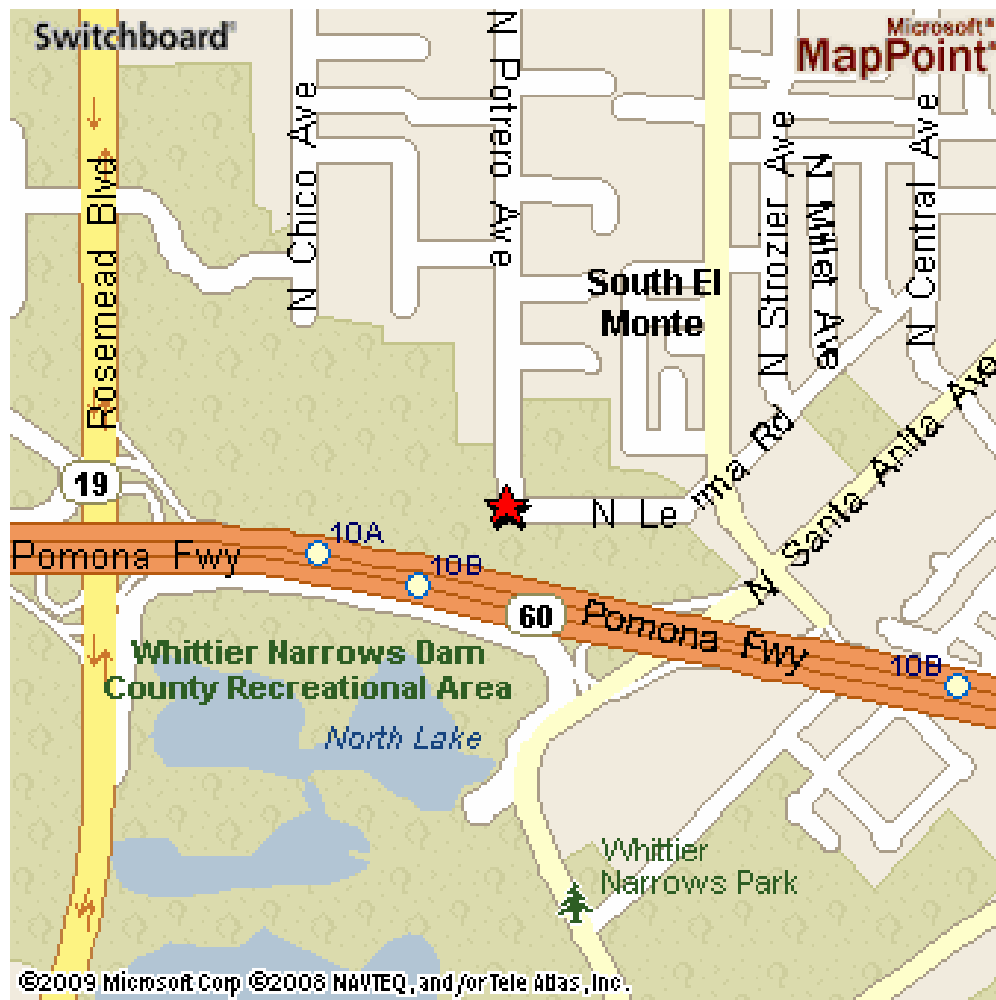 Switchboard®
Microsoft®
MapPoint®
N Potrero Ave
N Chico Ave
Rosemead Blvd
N Strozier Ave
N Millet Ave
N Central Ave
South El
Monte
N Santa Anita Ave
N Lerma Rd
19
10A
10B
Pomona Fwy
60
Pomona Fwy
10B
Whittier Narrows Dam
County Recreational Area
North Lake
Whittier
Narrows Park
©2009 Microsoft Corp ©2008 NAVTEQ, and/or Tele Atlas, Inc.